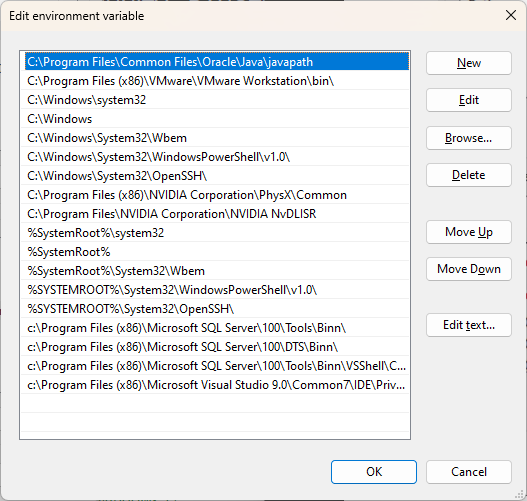 Edit environment variable
C:\Program Files\Common Files\Oracle\Java\javapath
C:\Program Files (x86)\VMware\VMware Workstation\bin\
C:\Windows\system32
C:\Windows
C:\Windows\System32\Wbem
C:\Windows\System32\WindowsPowerShell\v1.0\
C:\Windows\System32\OpenSSH\
C:\Program Files (x86)\NVIDIA Corporation\PhysX\Common
C:\Program Files\NVIDIA Corporation\NVIDIA NvDLISR
%SystemRoot%\system32
%SystemRoot%
%SystemRoot%\System32\Wbem
%SYSTEMROOT%\System32\WindowsPowerShell\v1.0\
%SYSTEMROOT%\System32\OpenSSH\
c:\Program Files (x86)\Microsoft SQL Server\100\Tools\Binn\
c:\Program Files (x86)\Microsoft SQL Server\100\DTS\Binn\
c:\Program Files (x86)\Microsoft SQL Server\100\Tools\Binn\VSShell\C...
c:\Program Files (x86)\Microsoft Visual Studio 9.0\Common7\IDE\Priv...
New
Edit
Browse...
Delete
Move Up
Move Down
Edit text...
OK
Cancel